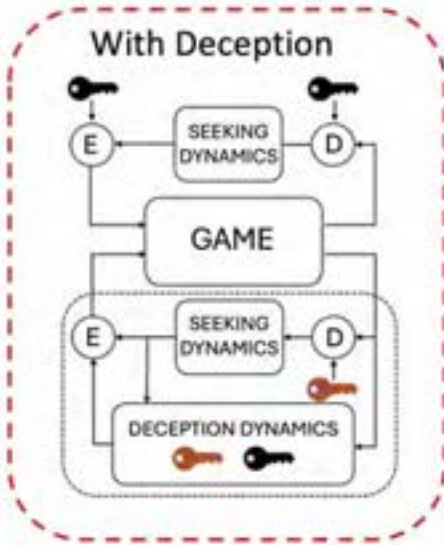 With Deception
E
SEEKING
DYNAMICS
D
GAME
E
SEEKING
DYNAMICS
D
DECEPTION DYNAMICS